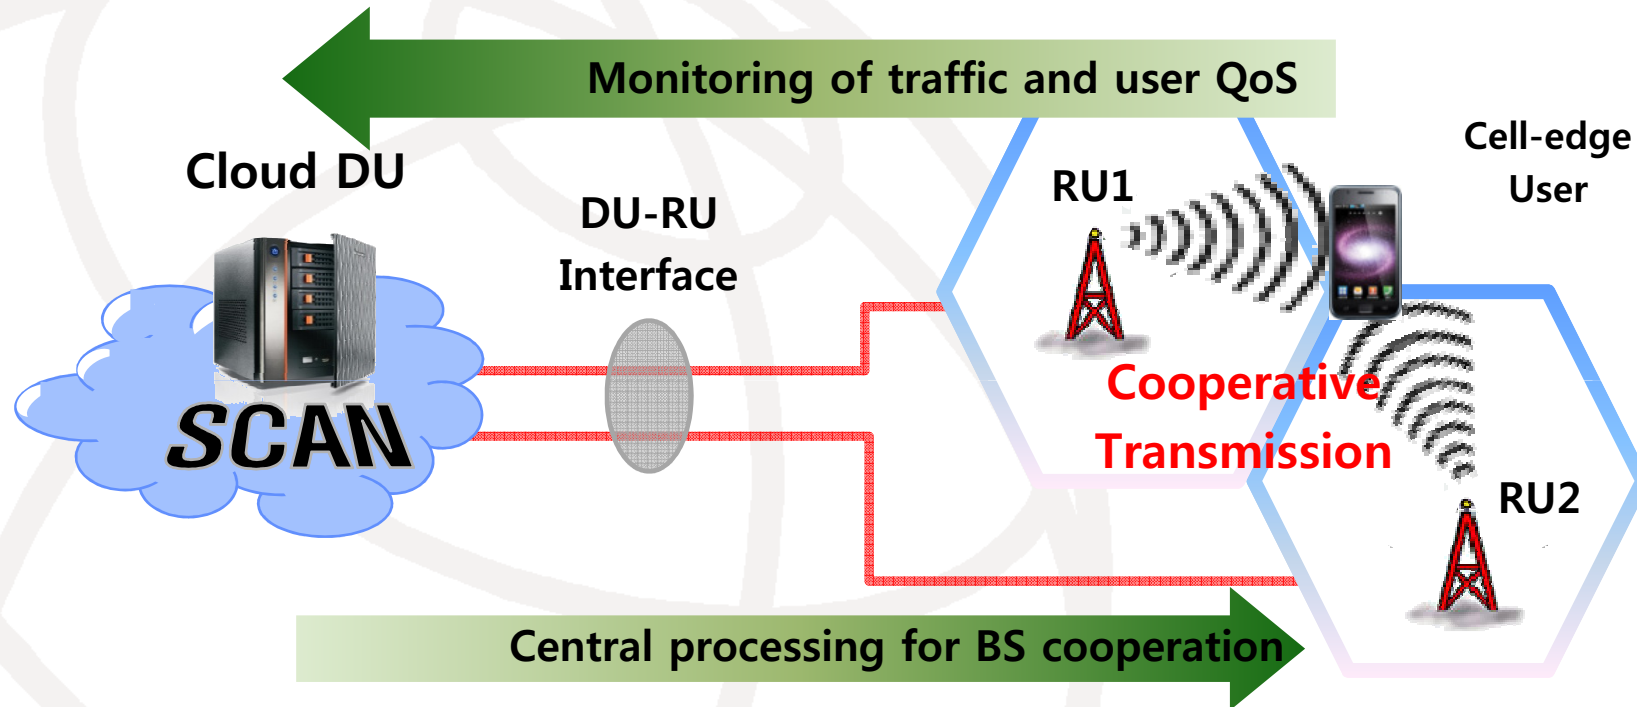 Monitoring of traffic and user QoS
Cloud DU
DU-RU
Interface
RU1
Cell-edge
User
SCAN
Cooperative
Transmission
RU2
Central processing for BS cooperation